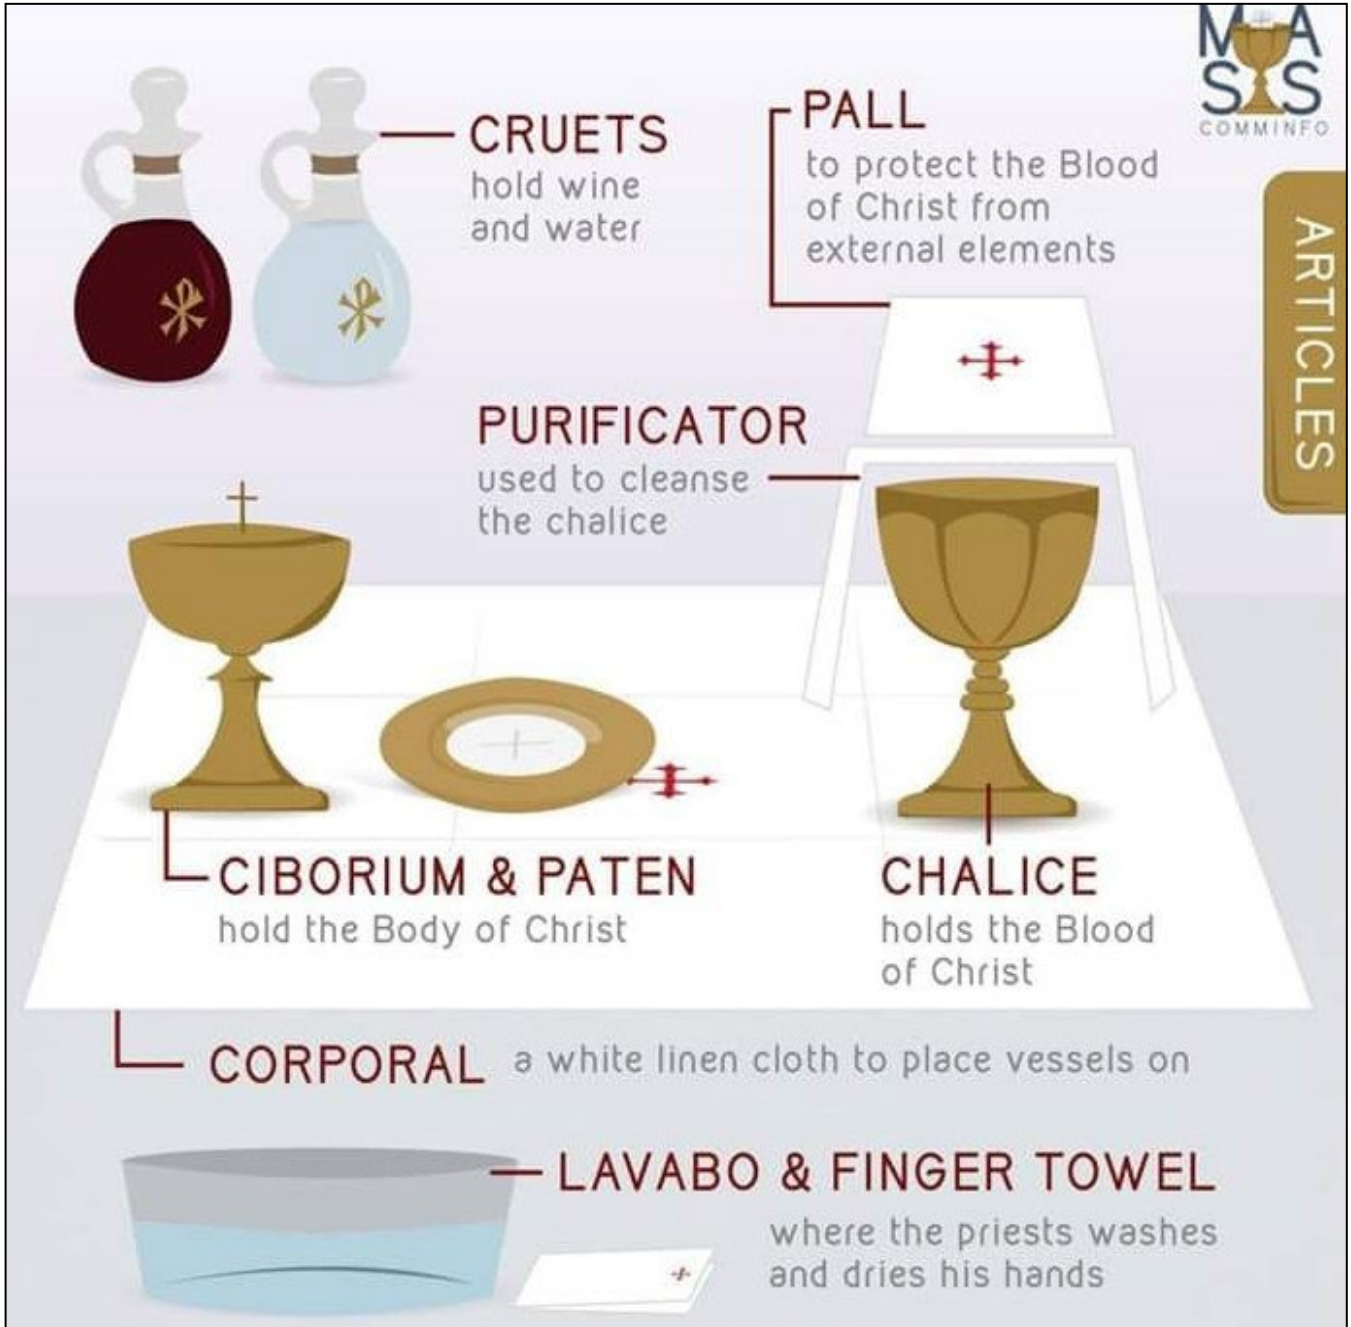 MASS
COMMINFO
ARTICLES
CRUETS
hold wine
and water
PALL
to protect the Blood
of Christ from
external elements
PURIFICATOR
used to cleanse
the chalice
CIBORIUM & PATEN
hold the Body of Christ
CHALICE
holds the Blood
of Christ
CORPORAL a white linen cloth to place vessels on
LAVABO & FINGER TOWEL
where the priests washes
and dries his hands